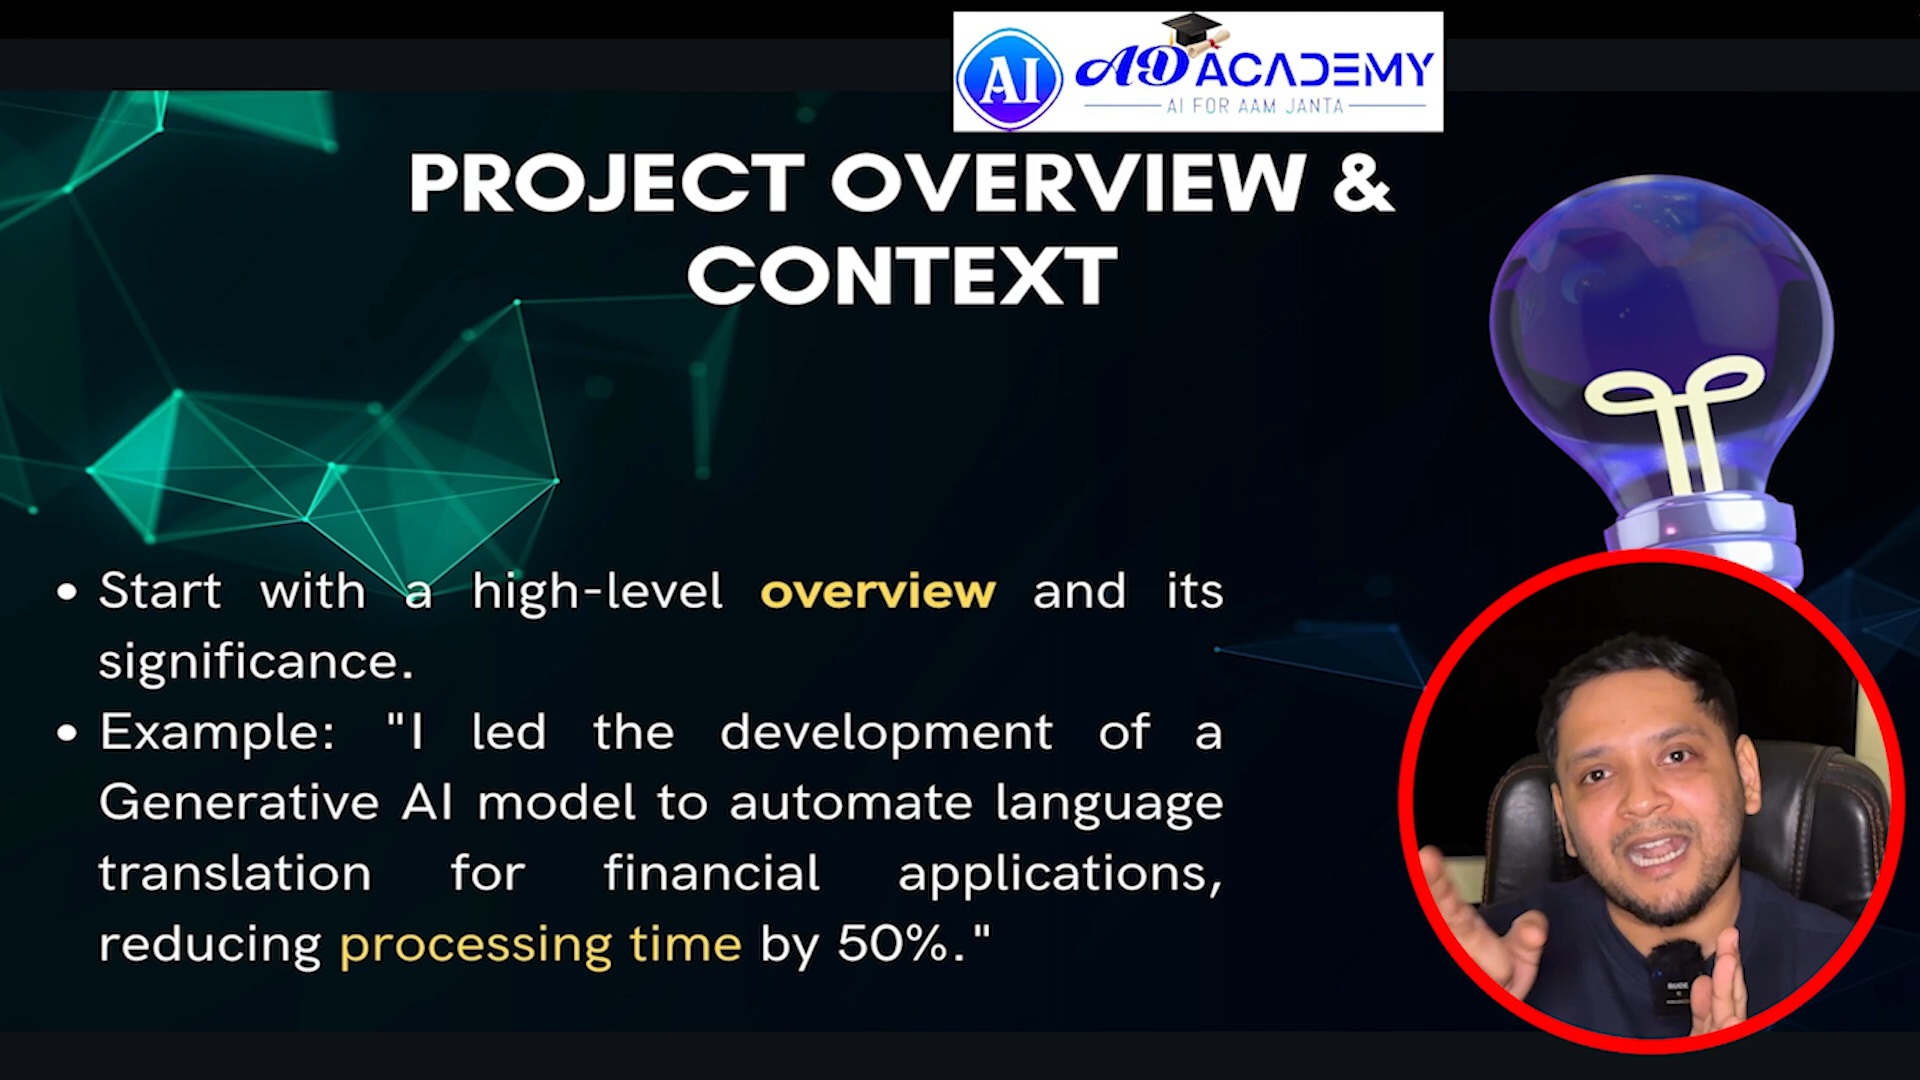 AI
AD ACADEMY
AI FOR AAM JANTA
PROJECT OVERVIEW &
CONTEXT
• Start with a high-level overview and its
significance.
• Example: "I led the development of a
Generative AI model to automate language
translation for financial applications,
reducing processing time by 50%."
RODE